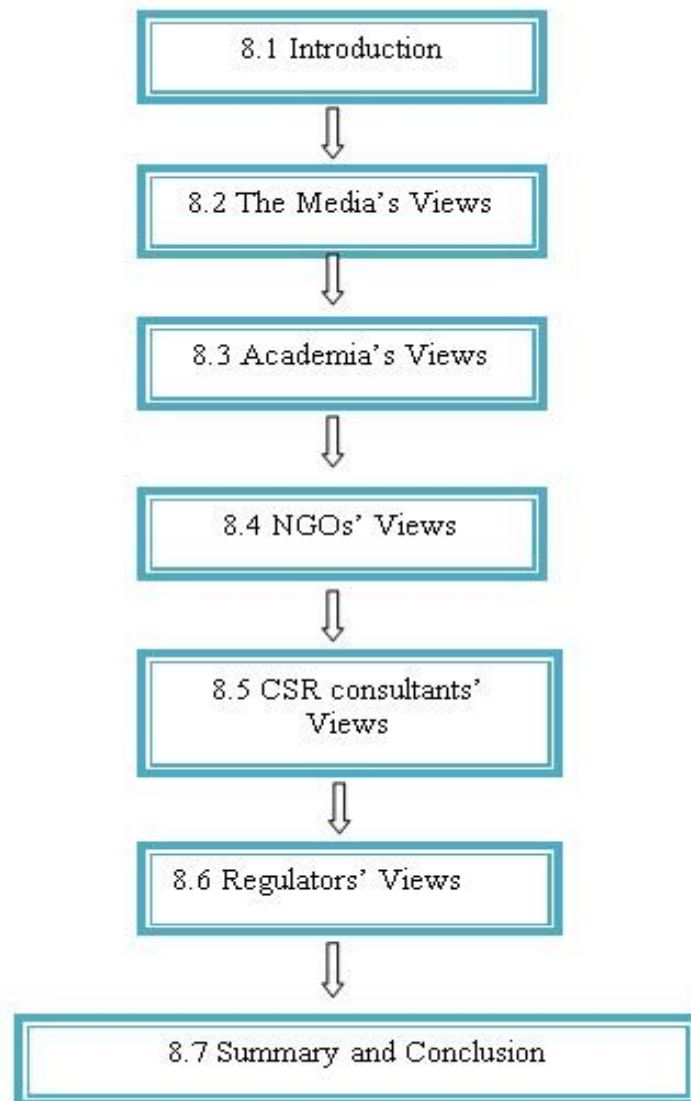 8.1 Introduction
8.2 The Media’s Views
8.3 Academia’s Views
8.4 NGOs’ Views
8.5 CSR consultants’
Views
8.6 Regulators’ Views
8.7 Summary and Conclusion